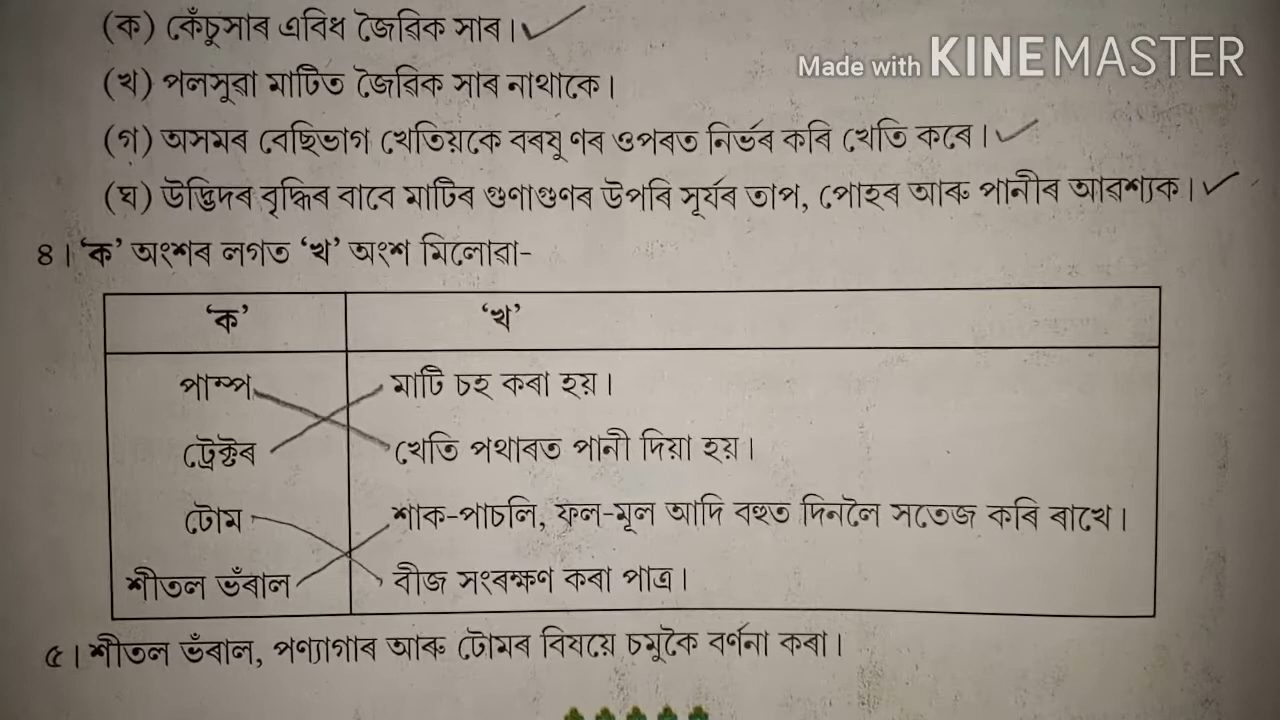 (ক) কেঁচুসাৰ এবিধ জৈৱিক সাৰ।
Made with KINEMASTER
(খ) পলসুৱা মাটিত জৈৱিক সাৰ নাথাকে।
(গ) অসমৰ বেছিভাগ খেতিয়কে বৰষুণৰ ওপৰত নিৰ্ভৰ কৰি খেতি কৰে।
(ঘ) উদ্ভিদৰ বৃদ্ধিৰ বাবে মাটিৰ গুণাগুণৰ উপৰি সূৰ্যৰ তাপ, পোহৰ আৰু পানীৰ আৱশ্যক।
৪। ‘ক’ অংশৰ লগত ‘খ’ অংশ মিলোৱা-
‘ক’ ‘খ’
পাম্প মাটি চহ কৰা হয়।
ট্ৰেক্টৰ খেতি পথাৰত পানী দিয়া হয়।
টোম শাক-পাচলি, ফল-মূল আদি বহুত দিনলৈ সতেজ কৰি ৰাখে।
শীতল ভঁৰাল বীজ সংৰক্ষণ কৰা পাত্ৰ।
৫। শীতল ভঁৰাল, পণ্যাগাৰ আৰু টোমৰ বিষয়ে চমুকৈ বৰ্ণনা কৰা।